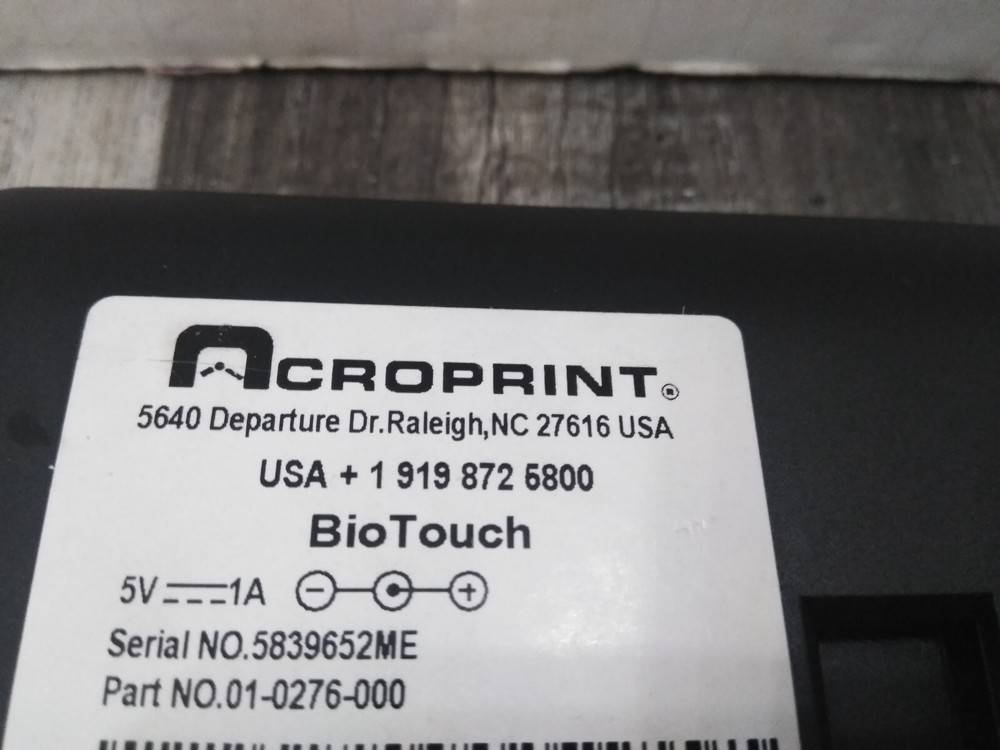 ACROPRINT®
5640 Departure Dr.Raleigh,NC 27616 USA
USA + 1 919 872 5800
BioTouch
5V 1A - +
Serial NO.5839652ME
Part NO.01-0276-000